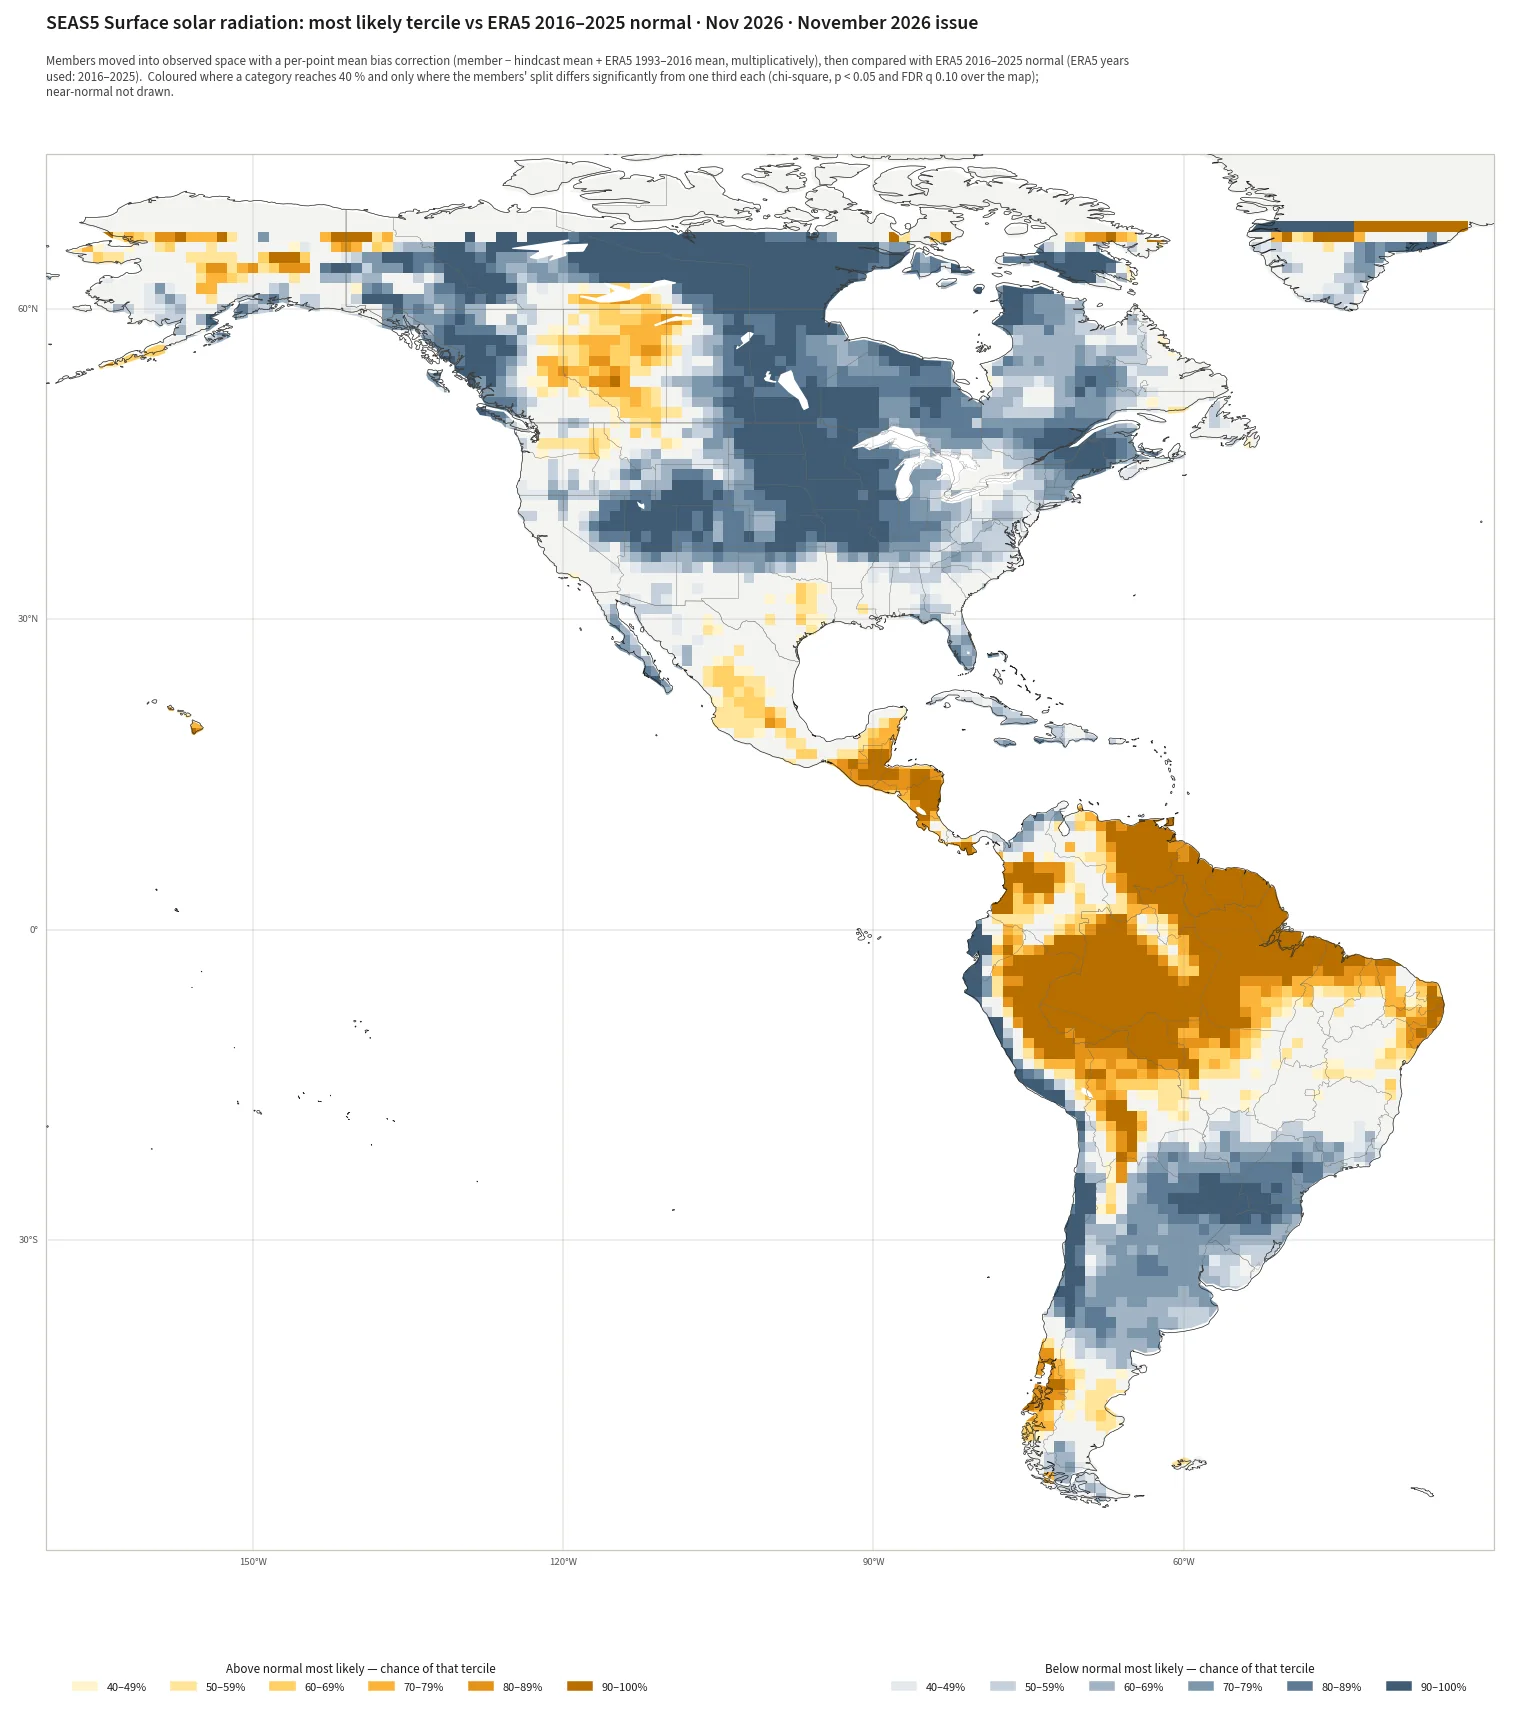 SEAS5 Surface solar radiation: most likely tercile vs ERA5 2016–2025 normal · Nov 2026 · November 2026 issue
Members moved into observed space with a per-point mean bias correction (member − hindcast mean + ERA5 1993–2016 mean, multiplicatively), then compared with ERA5 2016–2025 normal (ERA5 years
used: 2016–2025).  Coloured where a category reaches 40 % and only where the members' split differs significantly from one third each (chi-square, p < 0.05 and FDR q 0.10 over the map);
near-normal not drawn.
60°N
30°N
0°
30°S
150°W
120°W
90°W
60°W
Above normal most likely — chance of that tercile
40–49%
50–59%
60–69%
70–79%
80–89%
90–100%
Below normal most likely — chance of that tercile
40–49%
50–59%
60–69%
70–79%
80–89%
90–100%